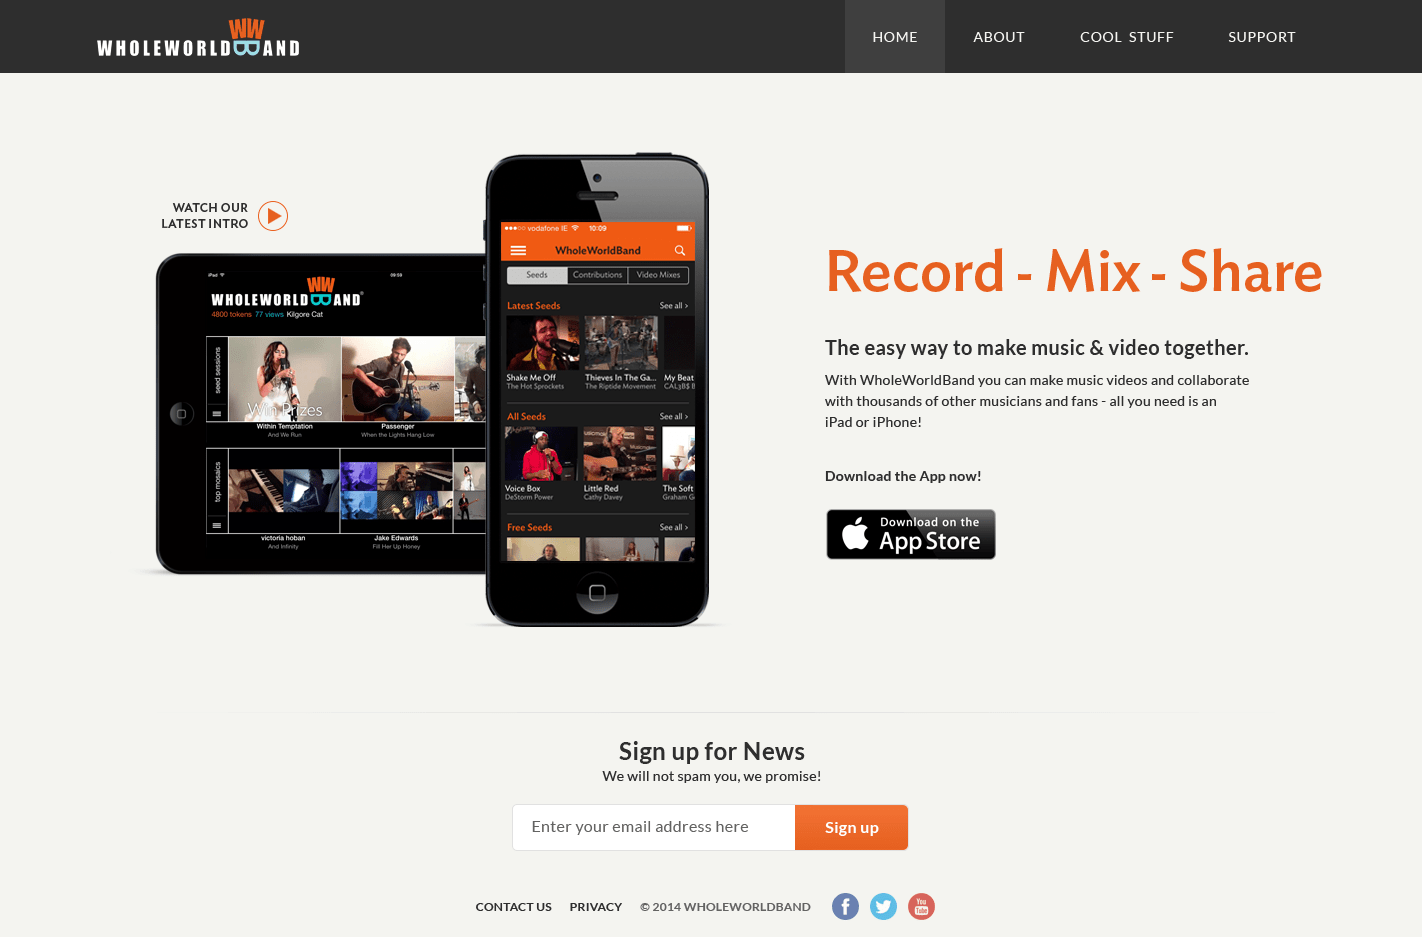 WHOLEWORLDBAND
HOME
ABOUT
COOL STUFF
SUPPORT
WATCH OUR
LATEST INTRO
iPad
09:59
WHOLEWORLDBAND
4800 tokens 77 views Kilgore Cat
seed sessions
Win Prizes
Within Temptation
And We Run
Passenger
When the Lights Hang Low
top mosaics
victoria hoban
And Infinity
Jake Edwards
Fill Her Up Honey
vodafone IE
10:09
WholeWorldBand
Seeds
Contributions
Video Mixes
Latest Seeds
See all >
Shake Me Off
The Hot Sprockets
Thieves In The Ga...
The Riptide Movement
My Beat
CAL3BS B
All Seeds
See all >
Voice Box
DeStorm Power
Little Red
Cathy Davey
The Soft
Graham G
Free Seeds
See all >
Record - Mix - Share
The easy way to make music & video together.
With WholeWorldBand you can make music videos and collaborate
with thousands of other musicians and fans - all you need is an
iPad or iPhone!
Download the App now!
Download on the
App Store
Sign up for News
We will not spam you, we promise!
Enter your email address here
Sign up
CONTACT US
PRIVACY
© 2014 WHOLEWORLDBAND
f
You
Tube